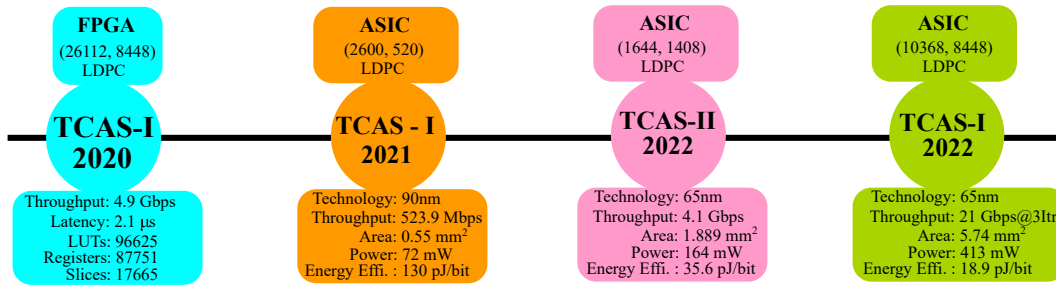 FPGA
(26112, 8448)
LDPC
TCAS-I
2020
Throughput: 4.9 Gbps
Latency: 2.1 μs
LUTs: 96625
Registers: 87751
Slices: 17665
ASIC
(2600, 520)
LDPC
TCAS - I
2021
Technology: 90nm
Throughput: 523.9 Mbps
Area: 0.55 mm²
Power: 72 mW
Energy Effi. : 130 pJ/bit
ASIC
(1644, 1408)
LDPC
TCAS-II
2022
Technology: 65nm
Throughput: 4.1 Gbps
Area: 1.889 mm²
Power: 164 mW
Energy Effi. : 35.6 pJ/bit
ASIC
(10368, 8448)
LDPC
TCAS-I
2022
Technology: 65nm
Throughput: 21 Gbps@3Itr
Area: 5.74 mm²
Power: 413 mW
Energy Effi. : 18.9 pJ/bit